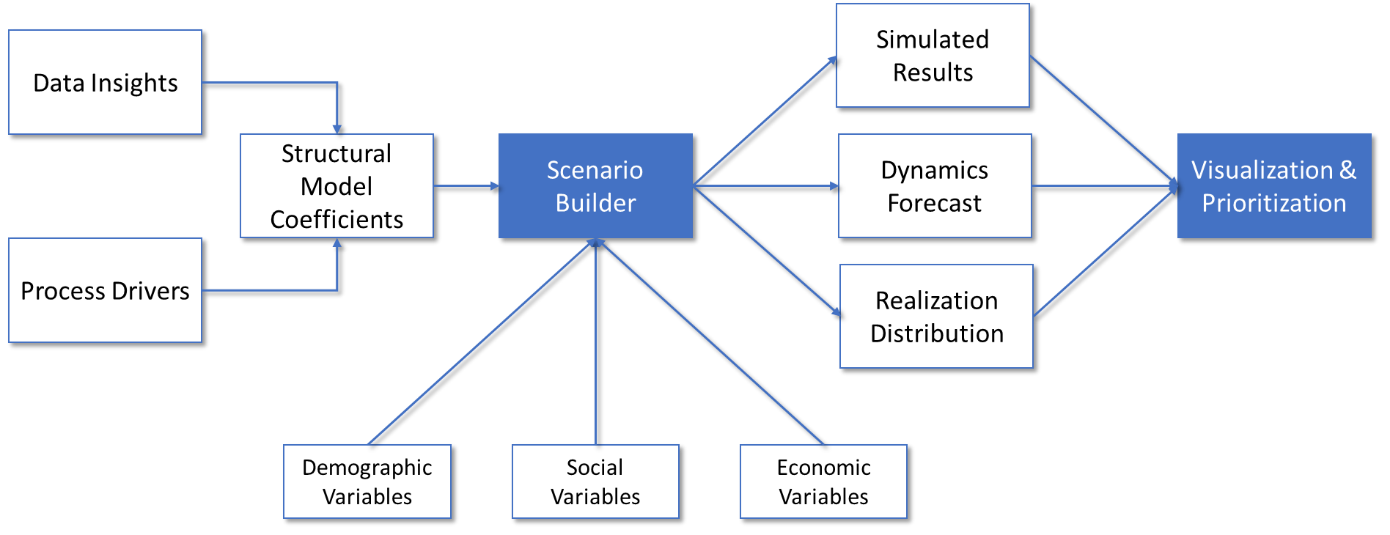 Data Insights
Process Drivers
Structural
Model
Coefficients
Scenario
Builder
Demographic
Variables
Social
Variables
Economic
Variables
Simulated
Results
Dynamics
Forecast
Realization
Distribution
Visualization &
Prioritization